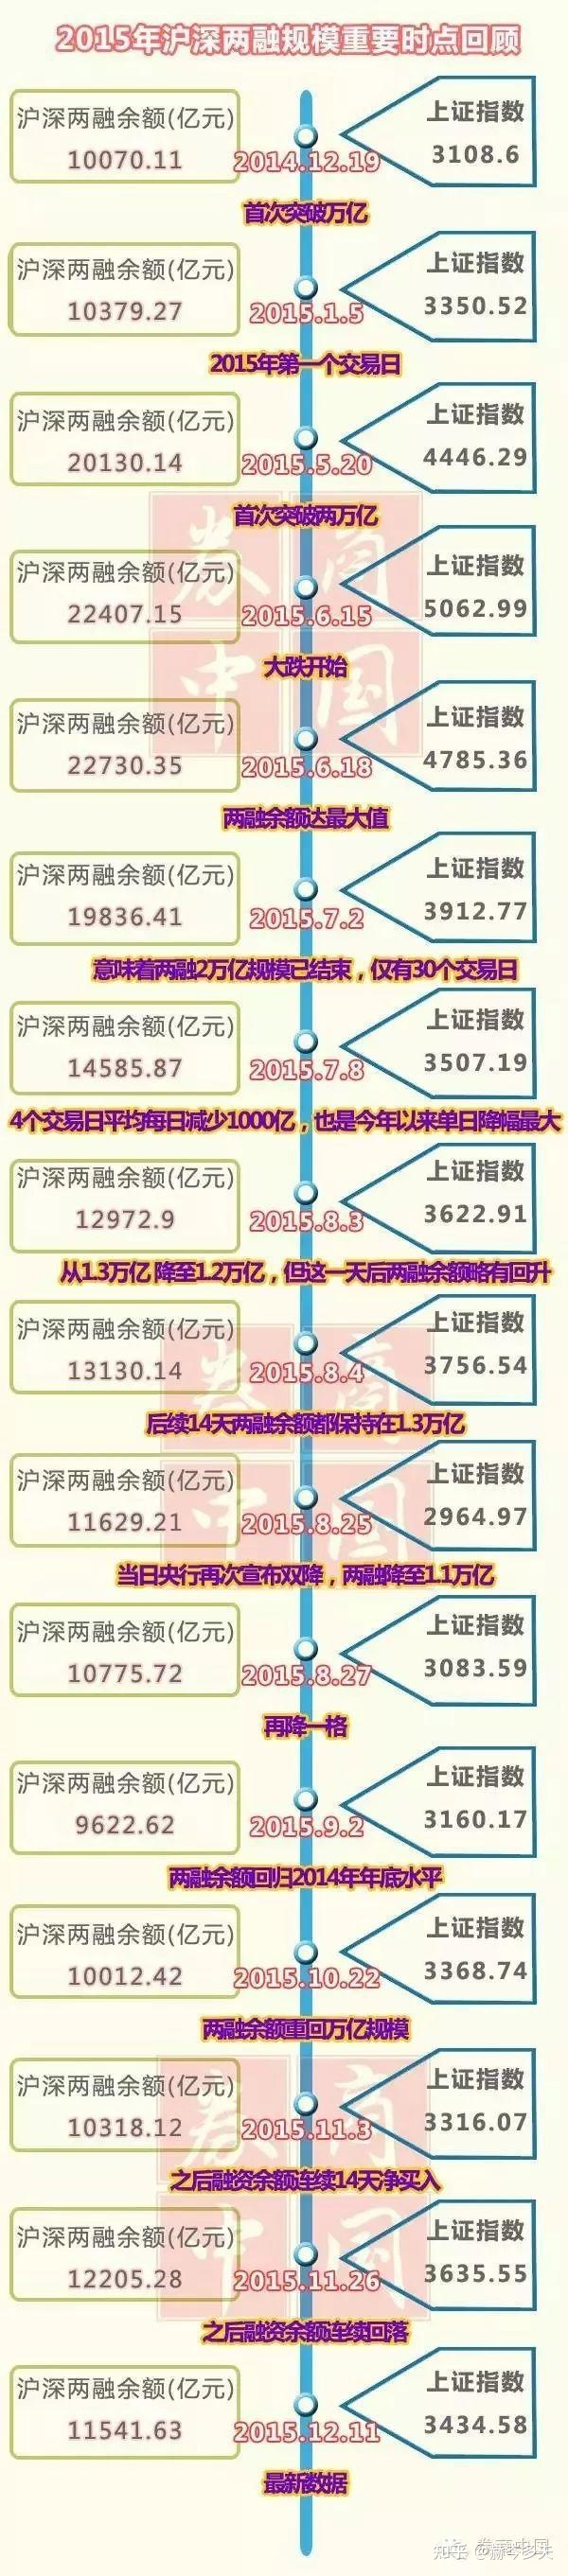 2015年沪深两融规模重要时点回顾
沪深两融余额(亿元)
10070.11
2014.12.19
上证指数
3108.6
首次突破万亿
沪深两融余额(亿元)
10379.27
2015.1.5
上证指数
3350.52
2015年第一个交易日
沪深两融余额(亿元)
20130.14
2015.5.20
上证指数
4446.29
首次突破两万亿
沪深两融余额(亿元)
22407.15
2015.6.15
上证指数
5062.99
大跌开始
沪深两融余额(亿元)
22730.35
2015.6.18
上证指数
4785.36
两融余额达最大值
沪深两融余额(亿元)
19836.41
2015.7.2
上证指数
3912.77
意味着两融2万亿规模已结束，仅有30个交易日
沪深两融余额(亿元)
14585.87
2015.7.8
上证指数
3507.19
4个交易日平均每日减少1000亿，也是今年以来单日降幅最大
沪深两融余额(亿元)
12972.9
2015.8.3
上证指数
3622.91
从1.3万亿 降至1.2万亿，但这一天后两融余额略有回升
沪深两融余额(亿元)
13130.14
2015.8.4
上证指数
3756.54
后续14天两融余额都保持在1.3万亿
沪深两融余额(亿元)
11629.21
2015.8.25
上证指数
2964.97
当日央行再次宣布双降，两融降至1.1万亿
沪深两融余额(亿元)
10775.72
2015.8.27
上证指数
3083.59
再降一格
沪深两融余额(亿元)
9622.62
2015.9.2
上证指数
3160.17
两融余额回归2014年年底水平
沪深两融余额(亿元)
10012.42
2015.10.22
上证指数
3368.74
两融余额重回万亿规模
沪深两融余额(亿元)
10318.12
2015.11.3
上证指数
3316.07
之后融资余额连续14天净买入
沪深两融余额(亿元)
12205.28
2015.11.26
上证指数
3635.55
之后融资余额连续回落
沪深两融余额(亿元)
11541.63
2015.12.11
上证指数
3434.58
最新数据
券商
中国
券商
中国
券商
中国
券商中国
知乎